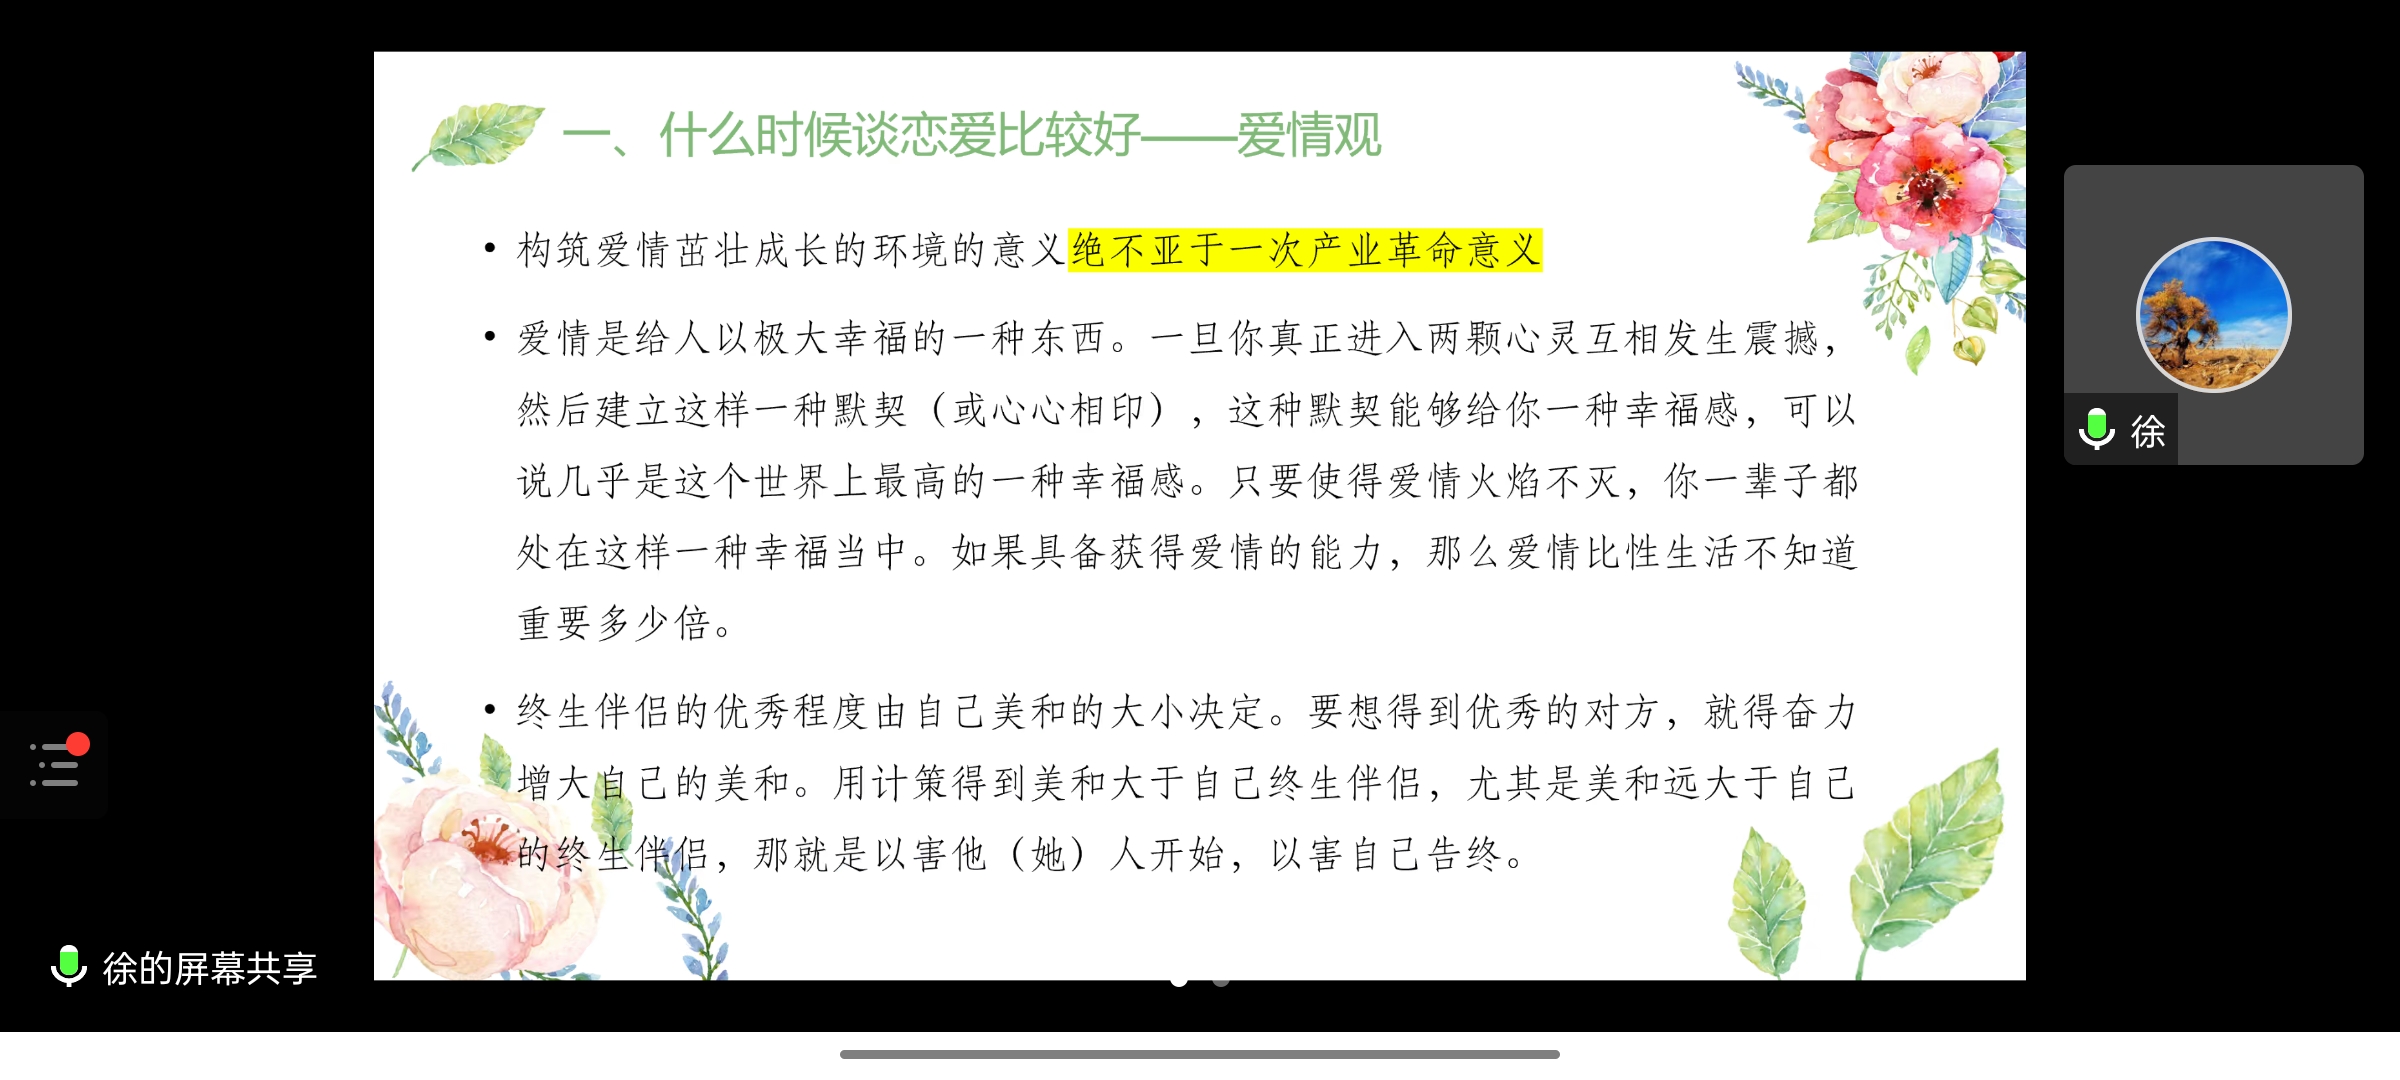 一、什么时候谈恋爱比较好——爱情观
• 构筑爱情茁壮成长的环境的意义绝不亚于一次产业革命意义
• 爱情是给人以极大幸福的一种东西。一旦你真正进入两颗心灵互相发生震撼，
然后建立这样一种默契（或心心相印），这种默契能够给你一种幸福感，可以
说几乎是这个世界上最高的一种幸福感。只要使得爱情火焰不灭，你一辈子都
处在这样一种幸福当中。如果具备获得爱情的能力，那么爱情比性生活不知道
重要多少倍。
• 终生伴侣的优秀程度由自己美和的大小决定。要想得到优秀的对方，就得奋力
增大自己的美和。用计策得到美和大于自己终生伴侣，尤其是美和远大于自己
的终生伴侣，那就是以害他（她）人开始，以害自己告终。
徐
徐的屏幕共享